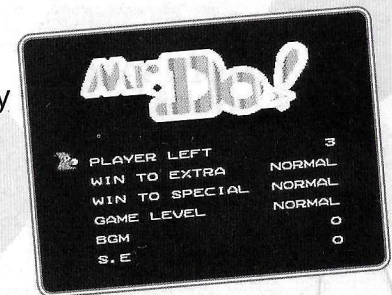 y
Mr. Do!
PLAYER LEFT 3
WIN TO EXTRA NORMAL
WIN TO SPECIAL NORMAL
GAME LEVEL NORMAL
BGM 0
S.E 0